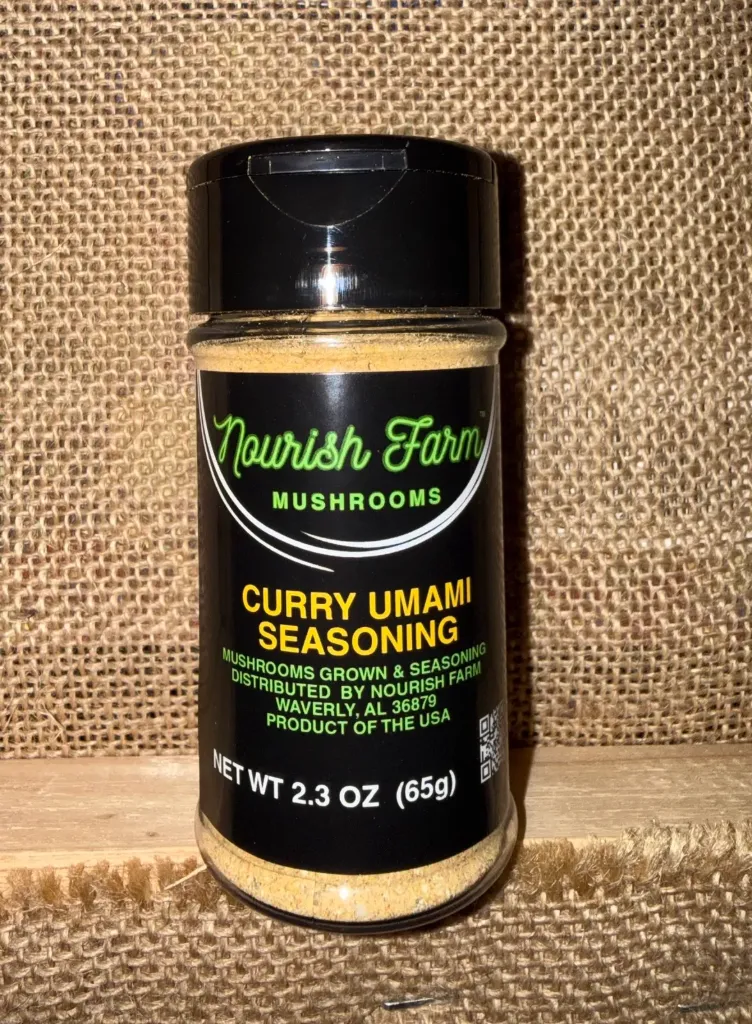 Nourish Farm™
MUSHROOMS
CURRY UMAMI
SEASONING
MUSHROOMS GROWN & SEASONING
DISTRIBUTED BY NOURISH FARM
WAVERLY, AL 36879
PRODUCT OF THE USA
NET WT 2.3 OZ (65g)